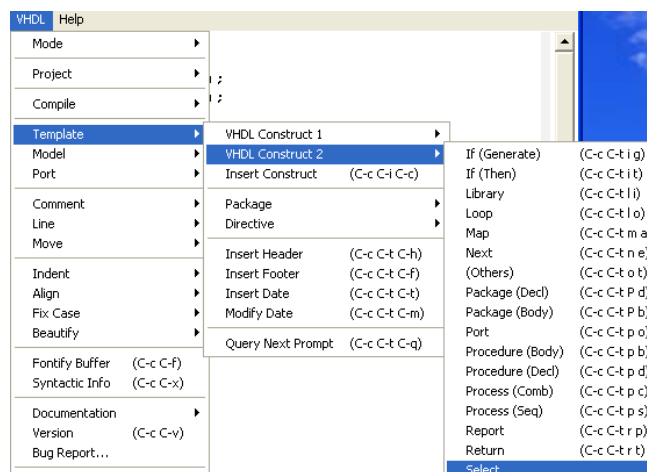 VHDL Help
Mode
Project
Compile
Template
Model
Port
Comment
Line
Move
Indent
Align
Fix Case
Beautify
Fontify Buffer (C-c C-f)
Syntactic Info (C-c C-x)
Documentation
Version (C-c C-v)
Bug Report...
VHDL Construct 1
VHDL Construct 2
Insert Construct (C-c C-i C-c)
Package
Directive
Insert Header (C-c C-t C-h)
Insert Footer (C-c C-t C-f)
Insert Date (C-c C-t C-t)
Modify Date (C-c C-t C-m)
Query Next Prompt (C-c C-t C-q)
If (Generate) (C-c C-t i g)
If (Then) (C-c C-t i t)
Library (C-c C-t l i)
Loop (C-c C-t l o)
Map (C-c C-t m a
Next (C-c C-t n e)
(Others) (C-c C-t o t)
Package (Decl) (C-c C-t P d)
Package (Body) (C-c C-t P b)
Port (C-c C-t p o)
Procedure (Body) (C-c C-t p b)
Procedure (Decl) (C-c C-t p d)
Process (Comb) (C-c C-t p c)
Process (Seq) (C-c C-t p s)
Report (C-c C-t r p)
Return (C-c C-t r t)
Select